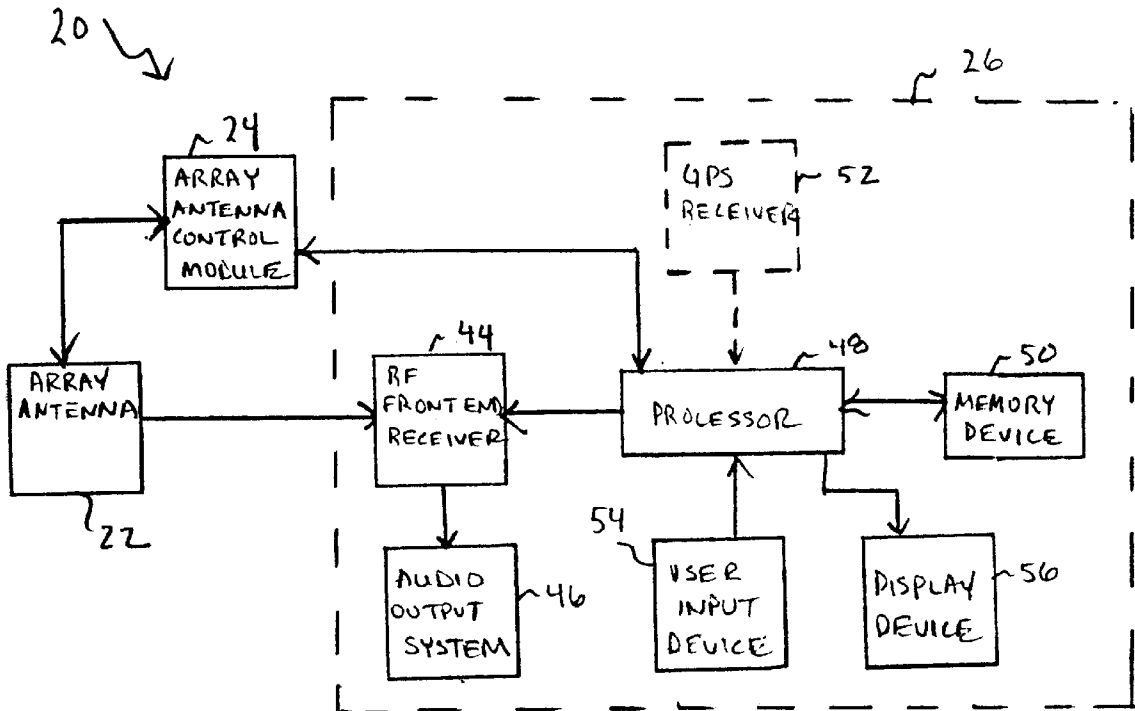 20
26
24
ARRAY
ANTENNA
CONTROL
MODULE
GPS
RECEIVER
52
44
RF
FRONTEND
RECEIVER
48
PROCESSOR
50
MEMORY
DEVICE
ARRAY
ANTENNA
22
AUDIO
OUTPUT
SYSTEM
46
54
USER
INPUT
DEVICE
DISPLAY
DEVICE
56